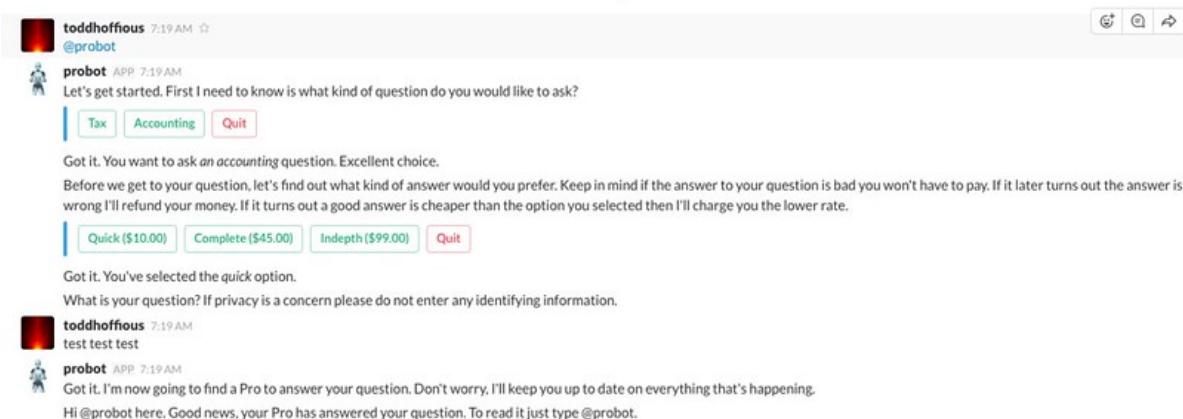 toddhoffious 7:19 AM
@probot
probot APP 7:19 AM
Let's get started. First I need to know is what kind of question do you would like to ask?
Tax Accounting Quit
Got it. You want to ask an accounting question. Excellent choice.
Before we get to your question, let's find out what kind of answer would you prefer. Keep in mind if the answer to your question is bad you won't have to pay. If it later turns out the answer is
wrong I'll refund your money. If it turns out a good answer is cheaper than the option you selected then I'll charge you the lower rate.
Quick ($10.00) Complete ($45.00) Indepth ($99.00) Quit
Got it. You've selected the quick option.
What is your question? If privacy is a concern please do not enter any identifying information.
toddhoffious 7:19 AM
test test test
probot APP 7:19 AM
Got it. I'm now going to find a Pro to answer your question. Don't worry, I'll keep you up to date on everything that's happening.
Hi @probot here. Good news, your Pro has answered your question. To read it just type @probot.